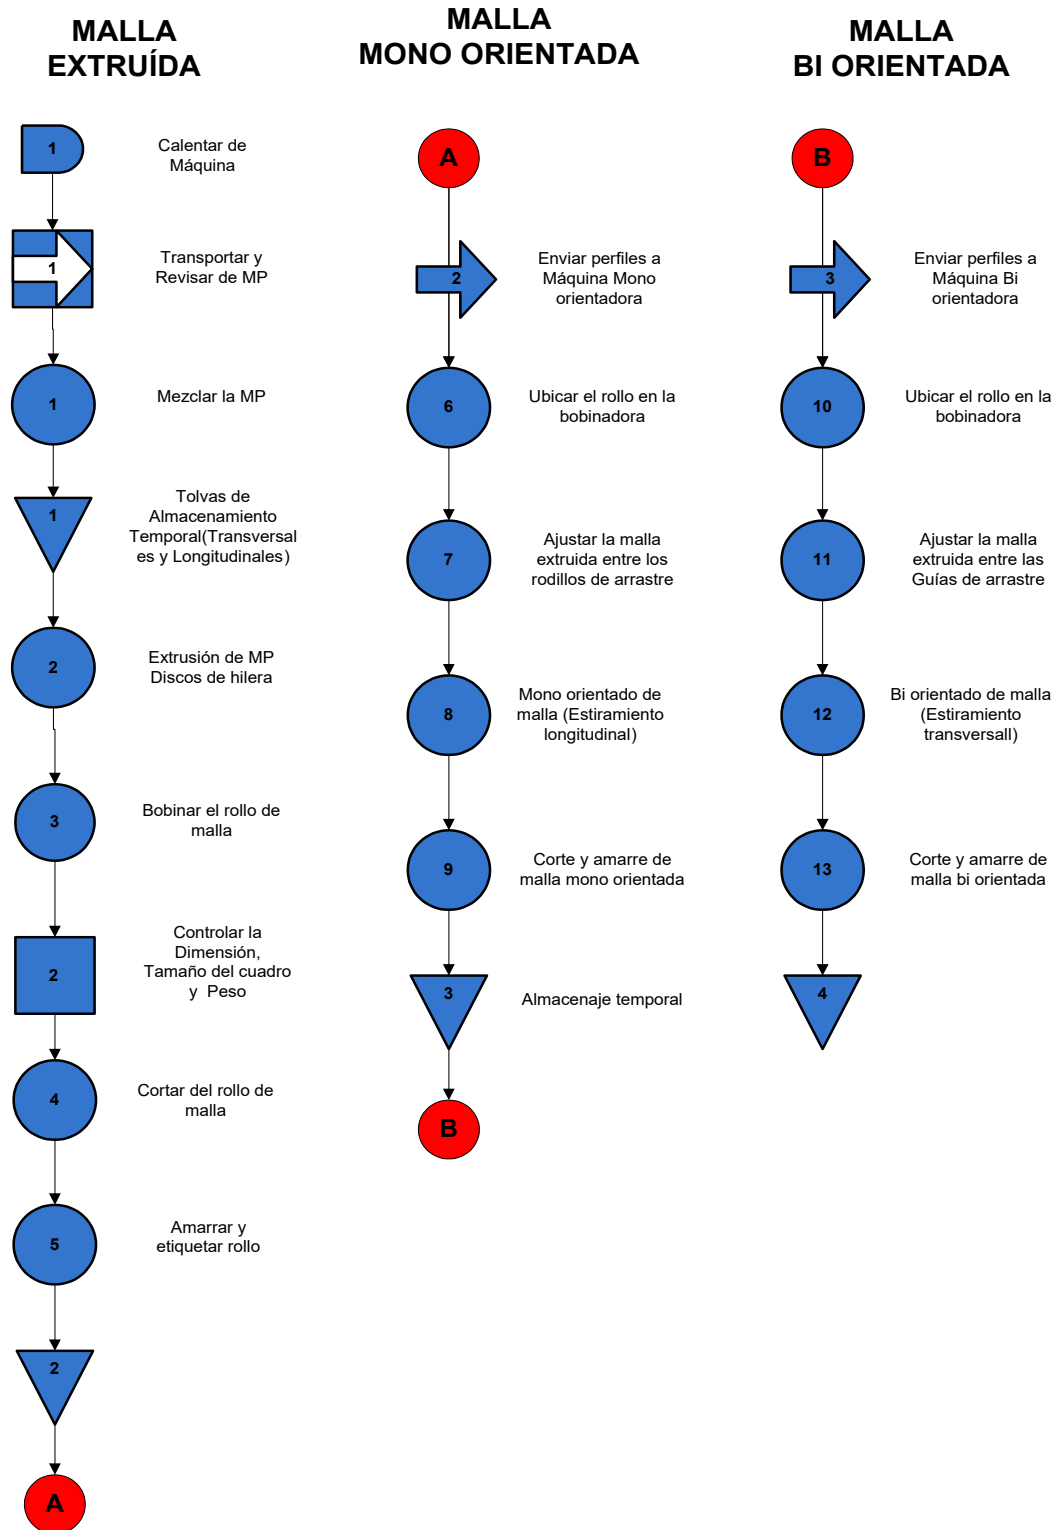 MALLA
EXTRUÍDA
1
Calentar de
Máquina
1
Transportar y
Revisar de MP
1
Mezclar la MP
1
Tolvas de
Almacenamiento
Temporal(Transversal
es y Longitudinales)
2
Extrusión de MP
Discos de hilera
3
Bobinar el rollo de
malla
2
Controlar la
Dimensión,
Tamaño del cuadro
y Peso
4
Cortar del rollo de
malla
5
Amarrar y
etiquetar rollo
2
A
MALLA
MONO ORIENTADA
A
2
Enviar perfiles a
Máquina Mono
orientadora
6
Ubicar el rollo en la
bobinadora
7
Ajustar la malla
extruida entre los
rodillos de arrastre
8
Mono orientado de
malla (Estiramiento
longitudinal)
9
Corte y amarre de
malla mono orientada
3
Almacenaje temporal
B
MALLA
BI ORIENTADA
B
3
Enviar perfiles a
Máquina Bi
orientadora
10
Ubicar el rollo en la
bobinadora
11
Ajustar la malla
extruida entre las
Guías de arrastre
12
Bi orientado de malla
(Estiramiento
transversall)
13
Corte y amarre de
malla bi orientada
4